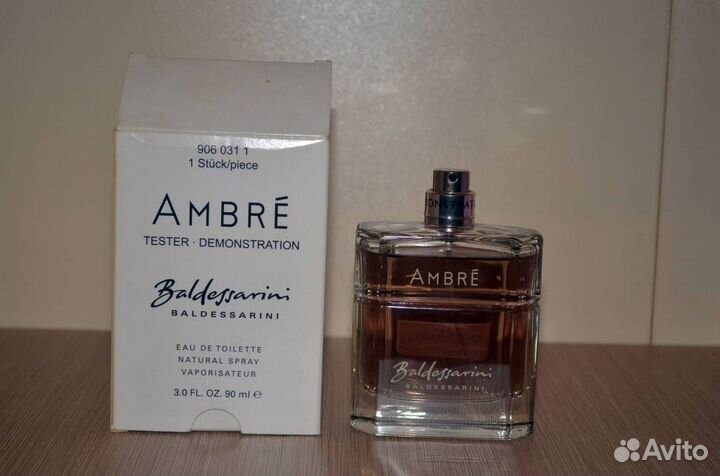 906 031 1
1 Stück/piece
AMBRÉ
TESTER · DEMONSTRATION
Baldessarini
BALDESSARINI
EAU DE TOILETTE
NATURAL SPRAY
VAPORISATEUR
3.0 FL. OZ. 90 ml ℮
ONSTRAT
AMBRÉ
Baldessarini
BALDESSARINI
Avito